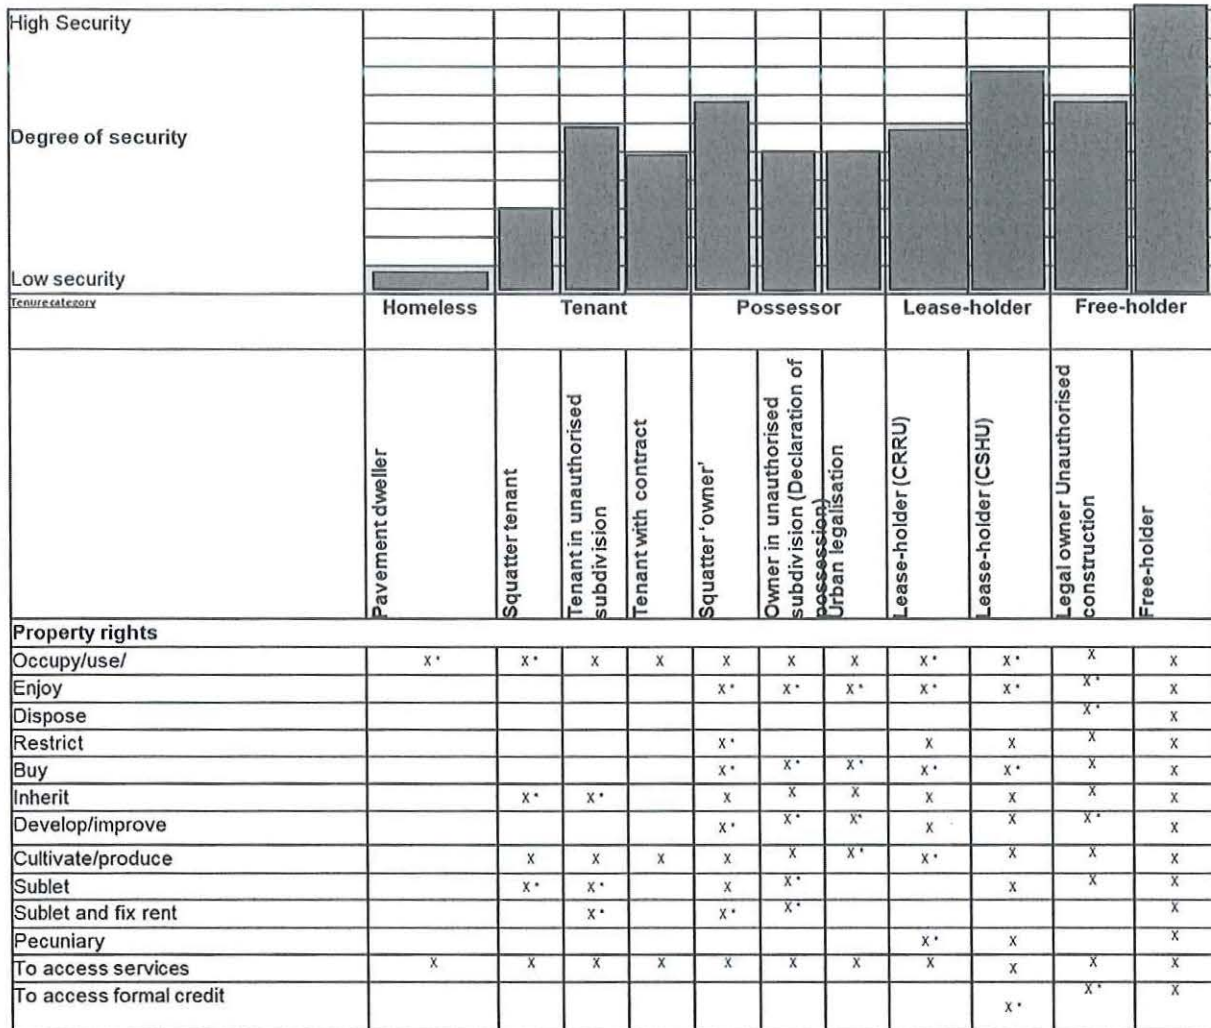 High Security
Degree of security
Low security
Tenure category
Homeless Tenant Possessor Lease-holder Free-holder
Pavement dweller
Squatter tenant
Tenant in unauthorised
subdivision
Tenant with contract
Squatter ‘owner’
Owner in unauthorised
subdivision (Declaration of
possession)
Urban legalisation
Lease-holder (CRRU)
Lease-holder (CSHU)
Legal owner Unauthorised
construction
Free-holder
Property rights
Occupy/use/ X* X* X X X X X X* X* X X
Enjoy X* X* X* X* X* X* X
Dispose X* X
Restrict X* X X X X
Buy X* X* X* X* X* X X
Inherit X* X* X X X X X X X
Develop/improve X* X* X* X X X* X
Cultivate/produce X X X X X X* X* X X X
Sublet X* X* X X* X X X
Sublet and fix rent X* X* X* X
Pecuniary X* X X
To access services X X X X X X X X X X X
To access formal credit X* X* X